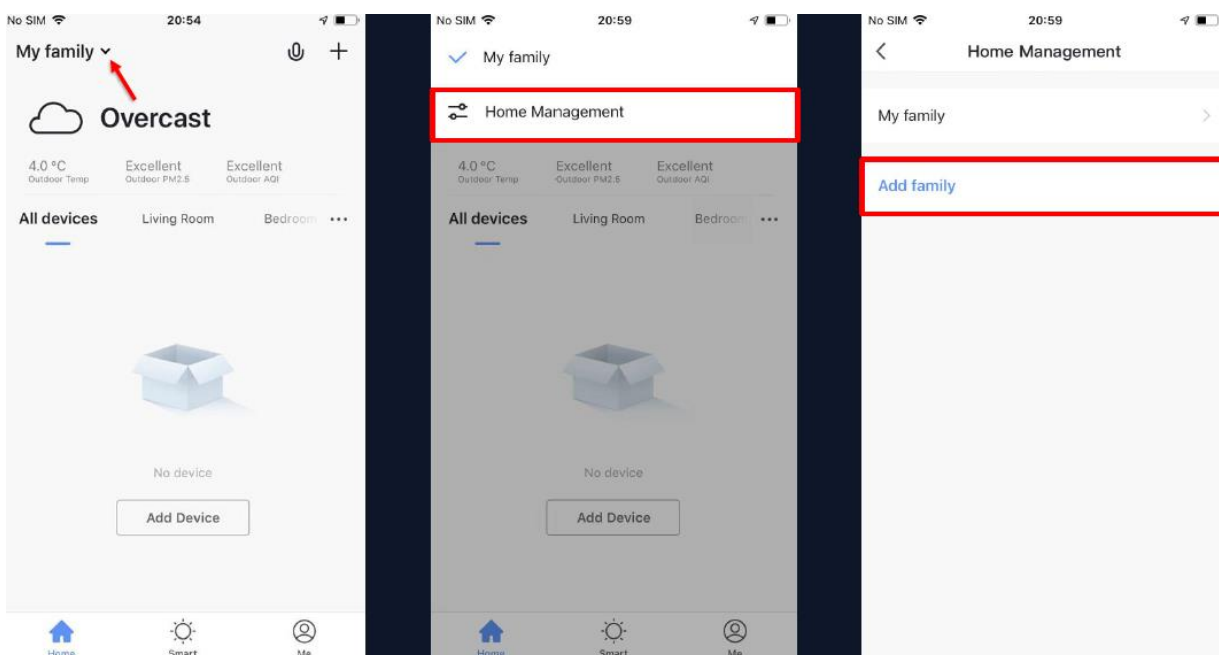 No SIM 20:54
My family
Overcast
4.0 °C Excellent Excellent
Outdoor Temp Outdoor PM2.5 Outdoor AQI
All devices Living Room Bedroom ...
No device
Add Device
Home Smart Me
No SIM 20:59
My family
Home Management
4.0 °C Excellent Excellent
Outdoor Temp Outdoor PM2.5 Outdoor AQI
All devices Living Room Bedroom ...
No device
Add Device
Home Smart Me
No SIM 20:59
Home Management
My family
Add family